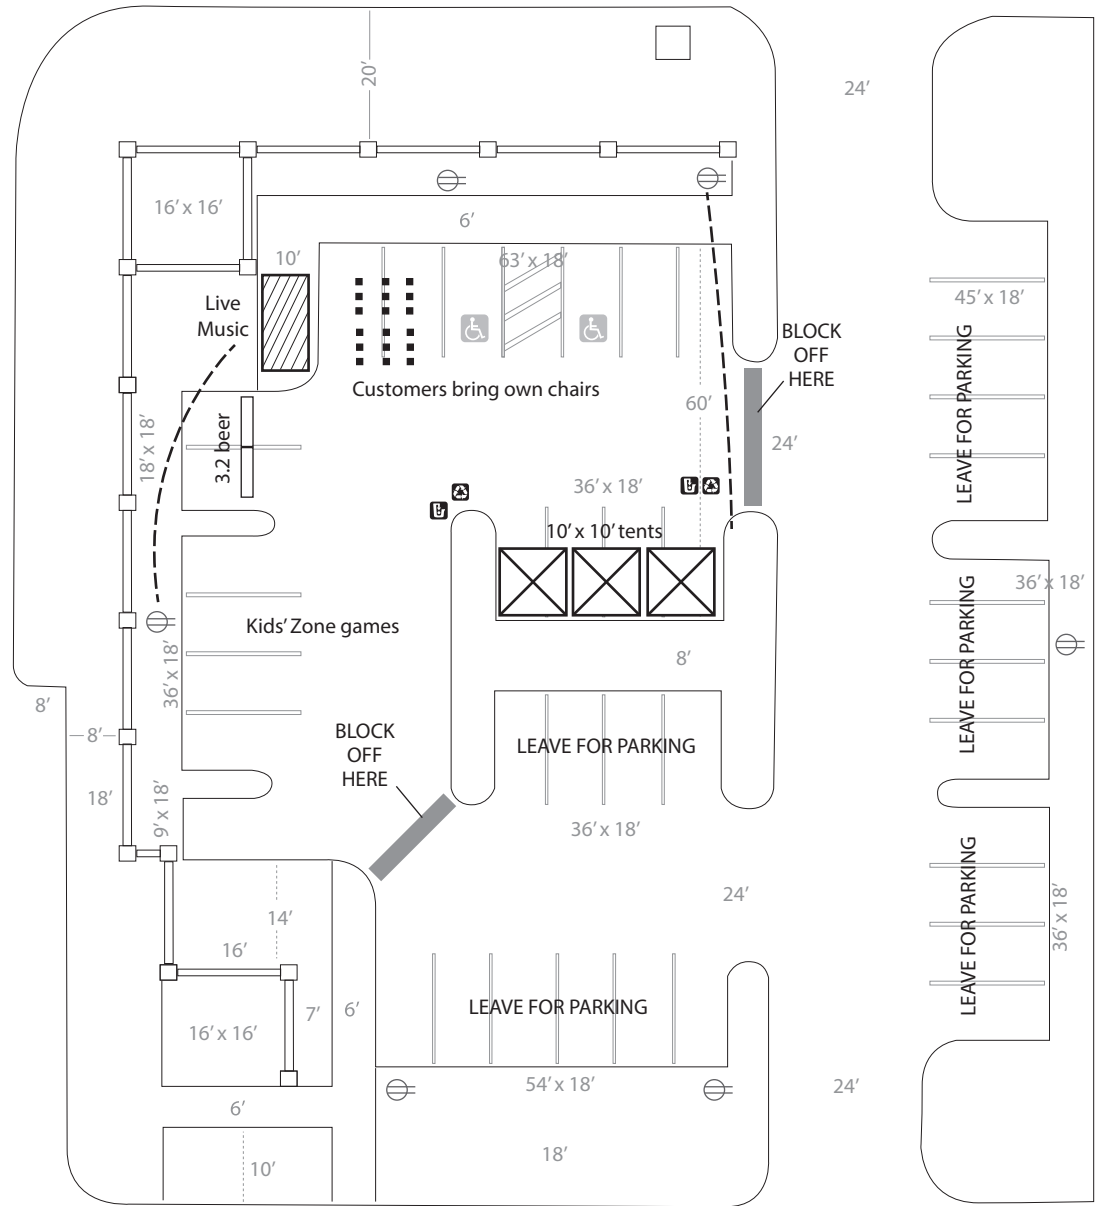 20′
24′
16′ x 16′
6′
10′
63′ x 18′
45′ x 18′
Live
Music
BLOCK
OFF
HERE
LEAVE FOR PARKING
Customers bring own chairs
60′
18′ x 18′
3.2 beer
24′
36′ x 18′
10′ x 10′ tents
36′ x 18′
LEAVE FOR PARKING
Kids’ Zone games
36′ x 18′
8′
8′
8′
BLOCK
OFF
HERE
LEAVE FOR PARKING
18′
9′ x 18′
36′ x 18′
LEAVE FOR PARKING
36′ x 18′
24′
14′
16′
7′
6′
LEAVE FOR PARKING
16′ x 16′
54′ x 18′
24′
6′
18′
10′